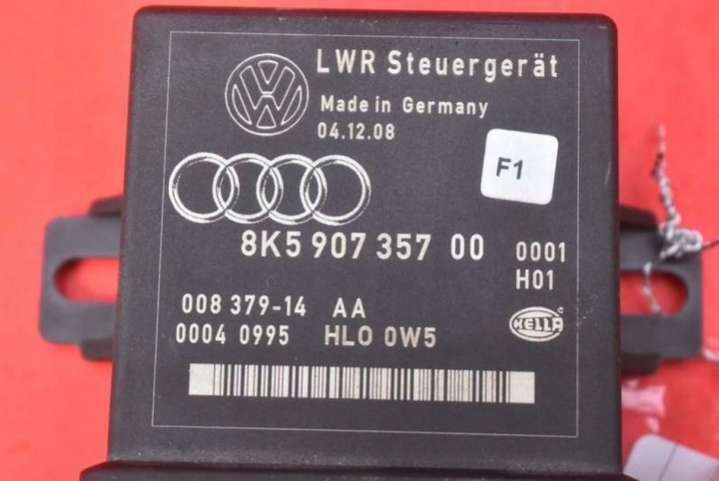 LWR Steuergerät
Made in Germany
04.12.08
F1
8K5 907 357 00 0001
H01
008 379-14 AA
0004 0995 HLO 0W5
HELLA